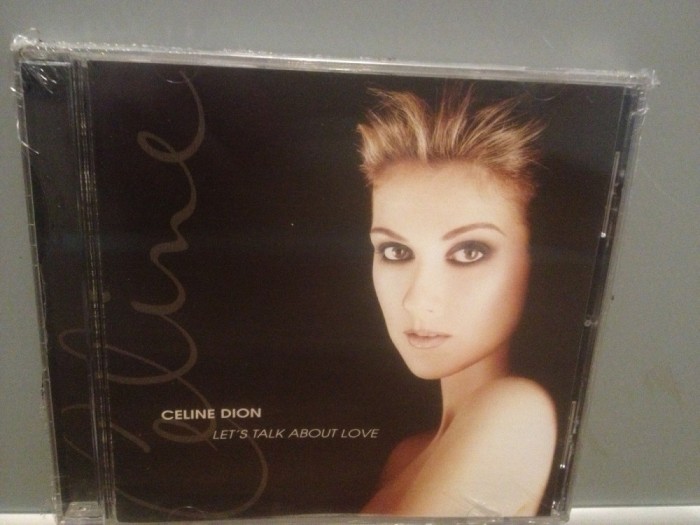 Céline
CELINE DION
LET'S TALK ABOUT LOVE